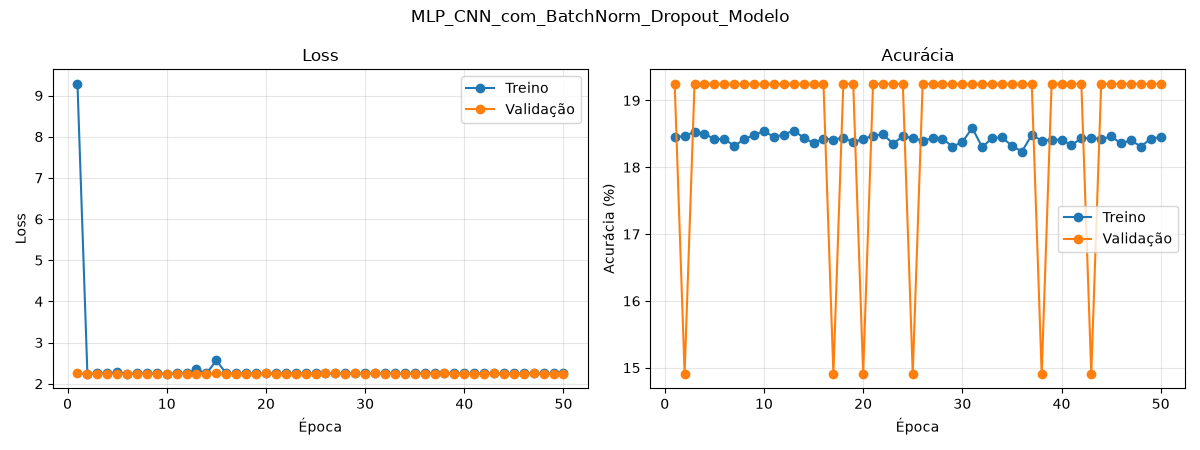 MLP_CNN_com_BatchNorm_Dropout_Modelo
Loss
Loss
9
8
7
6
5
4
3
2
0
10
20
30
40
50
Época
Treino
Validação
Acurácia
Acurácia (%)
19
18
17
16
15
0
10
20
30
40
50
Época
Treino
Validação